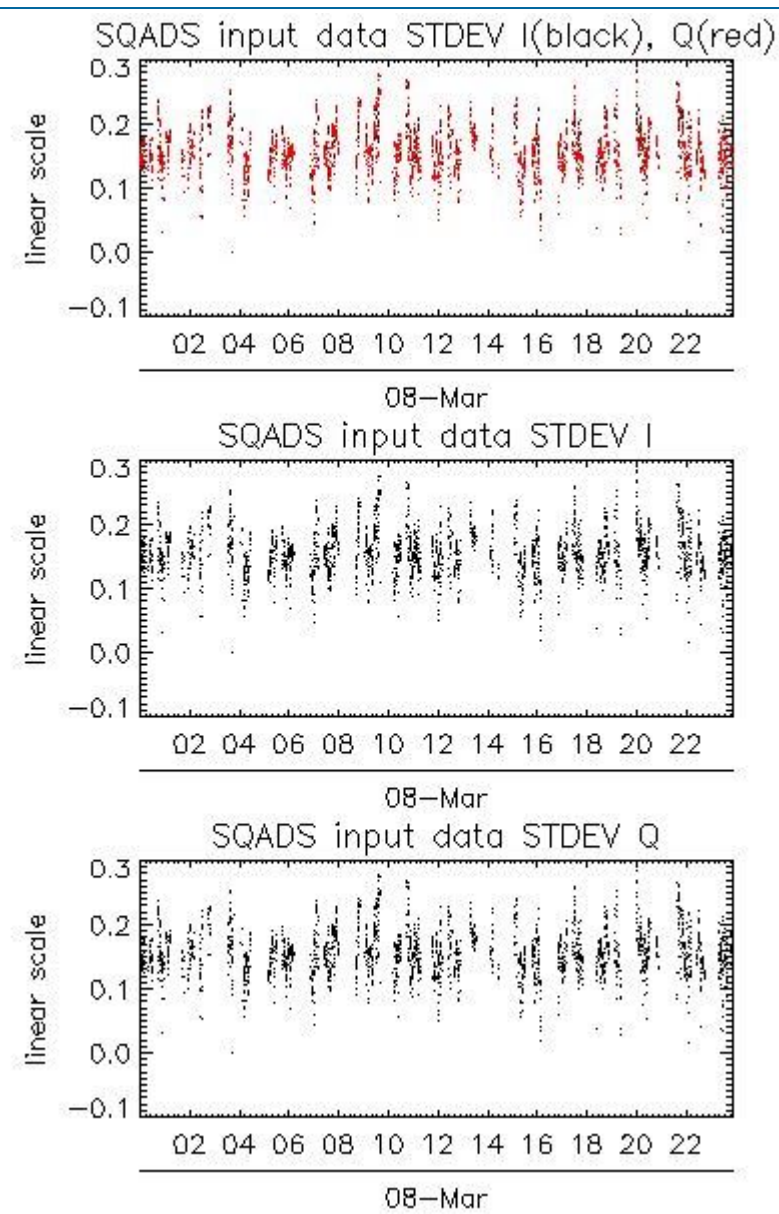 SQADS input data STDEV I(black), Q(red)
0.3
0.2
0.1
0.0
−0.1
linear scale
02 04 06 08 10 12 14 16 18 20 22
08−Mar
SQADS input data STDEV I
0.3
0.2
0.1
0.0
−0.1
linear scale
02 04 06 08 10 12 14 16 18 20 22
08−Mar
SQADS input data STDEV Q
0.3
0.2
0.1
0.0
−0.1
linear scale
02 04 06 08 10 12 14 16 18 20 22
08−Mar